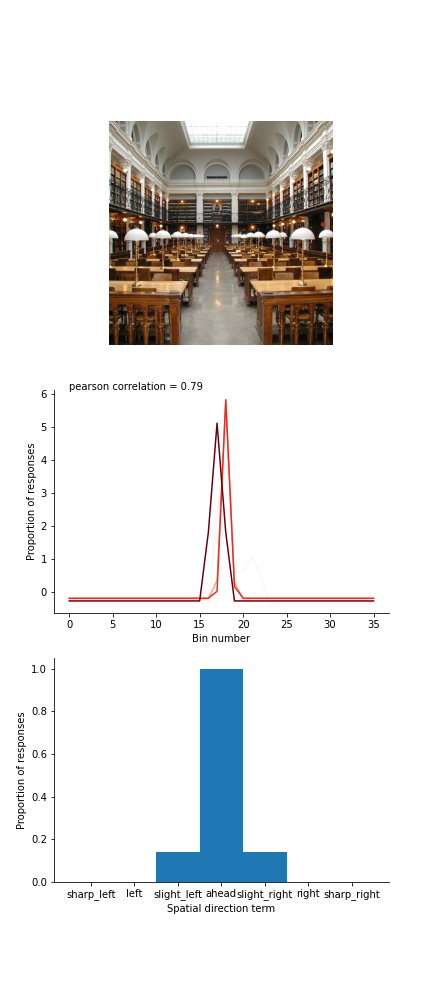 pearson correlation = 0.79
6
5
4
3
2
1
0
Proportion of responses
0 5 10 15 20 25 30 35
Bin number
1.0
0.8
0.6
0.4
0.2
0.0
Proportion of responses
sharp_left left slight_left ahead slight_right right sharp_right
Spatial direction term